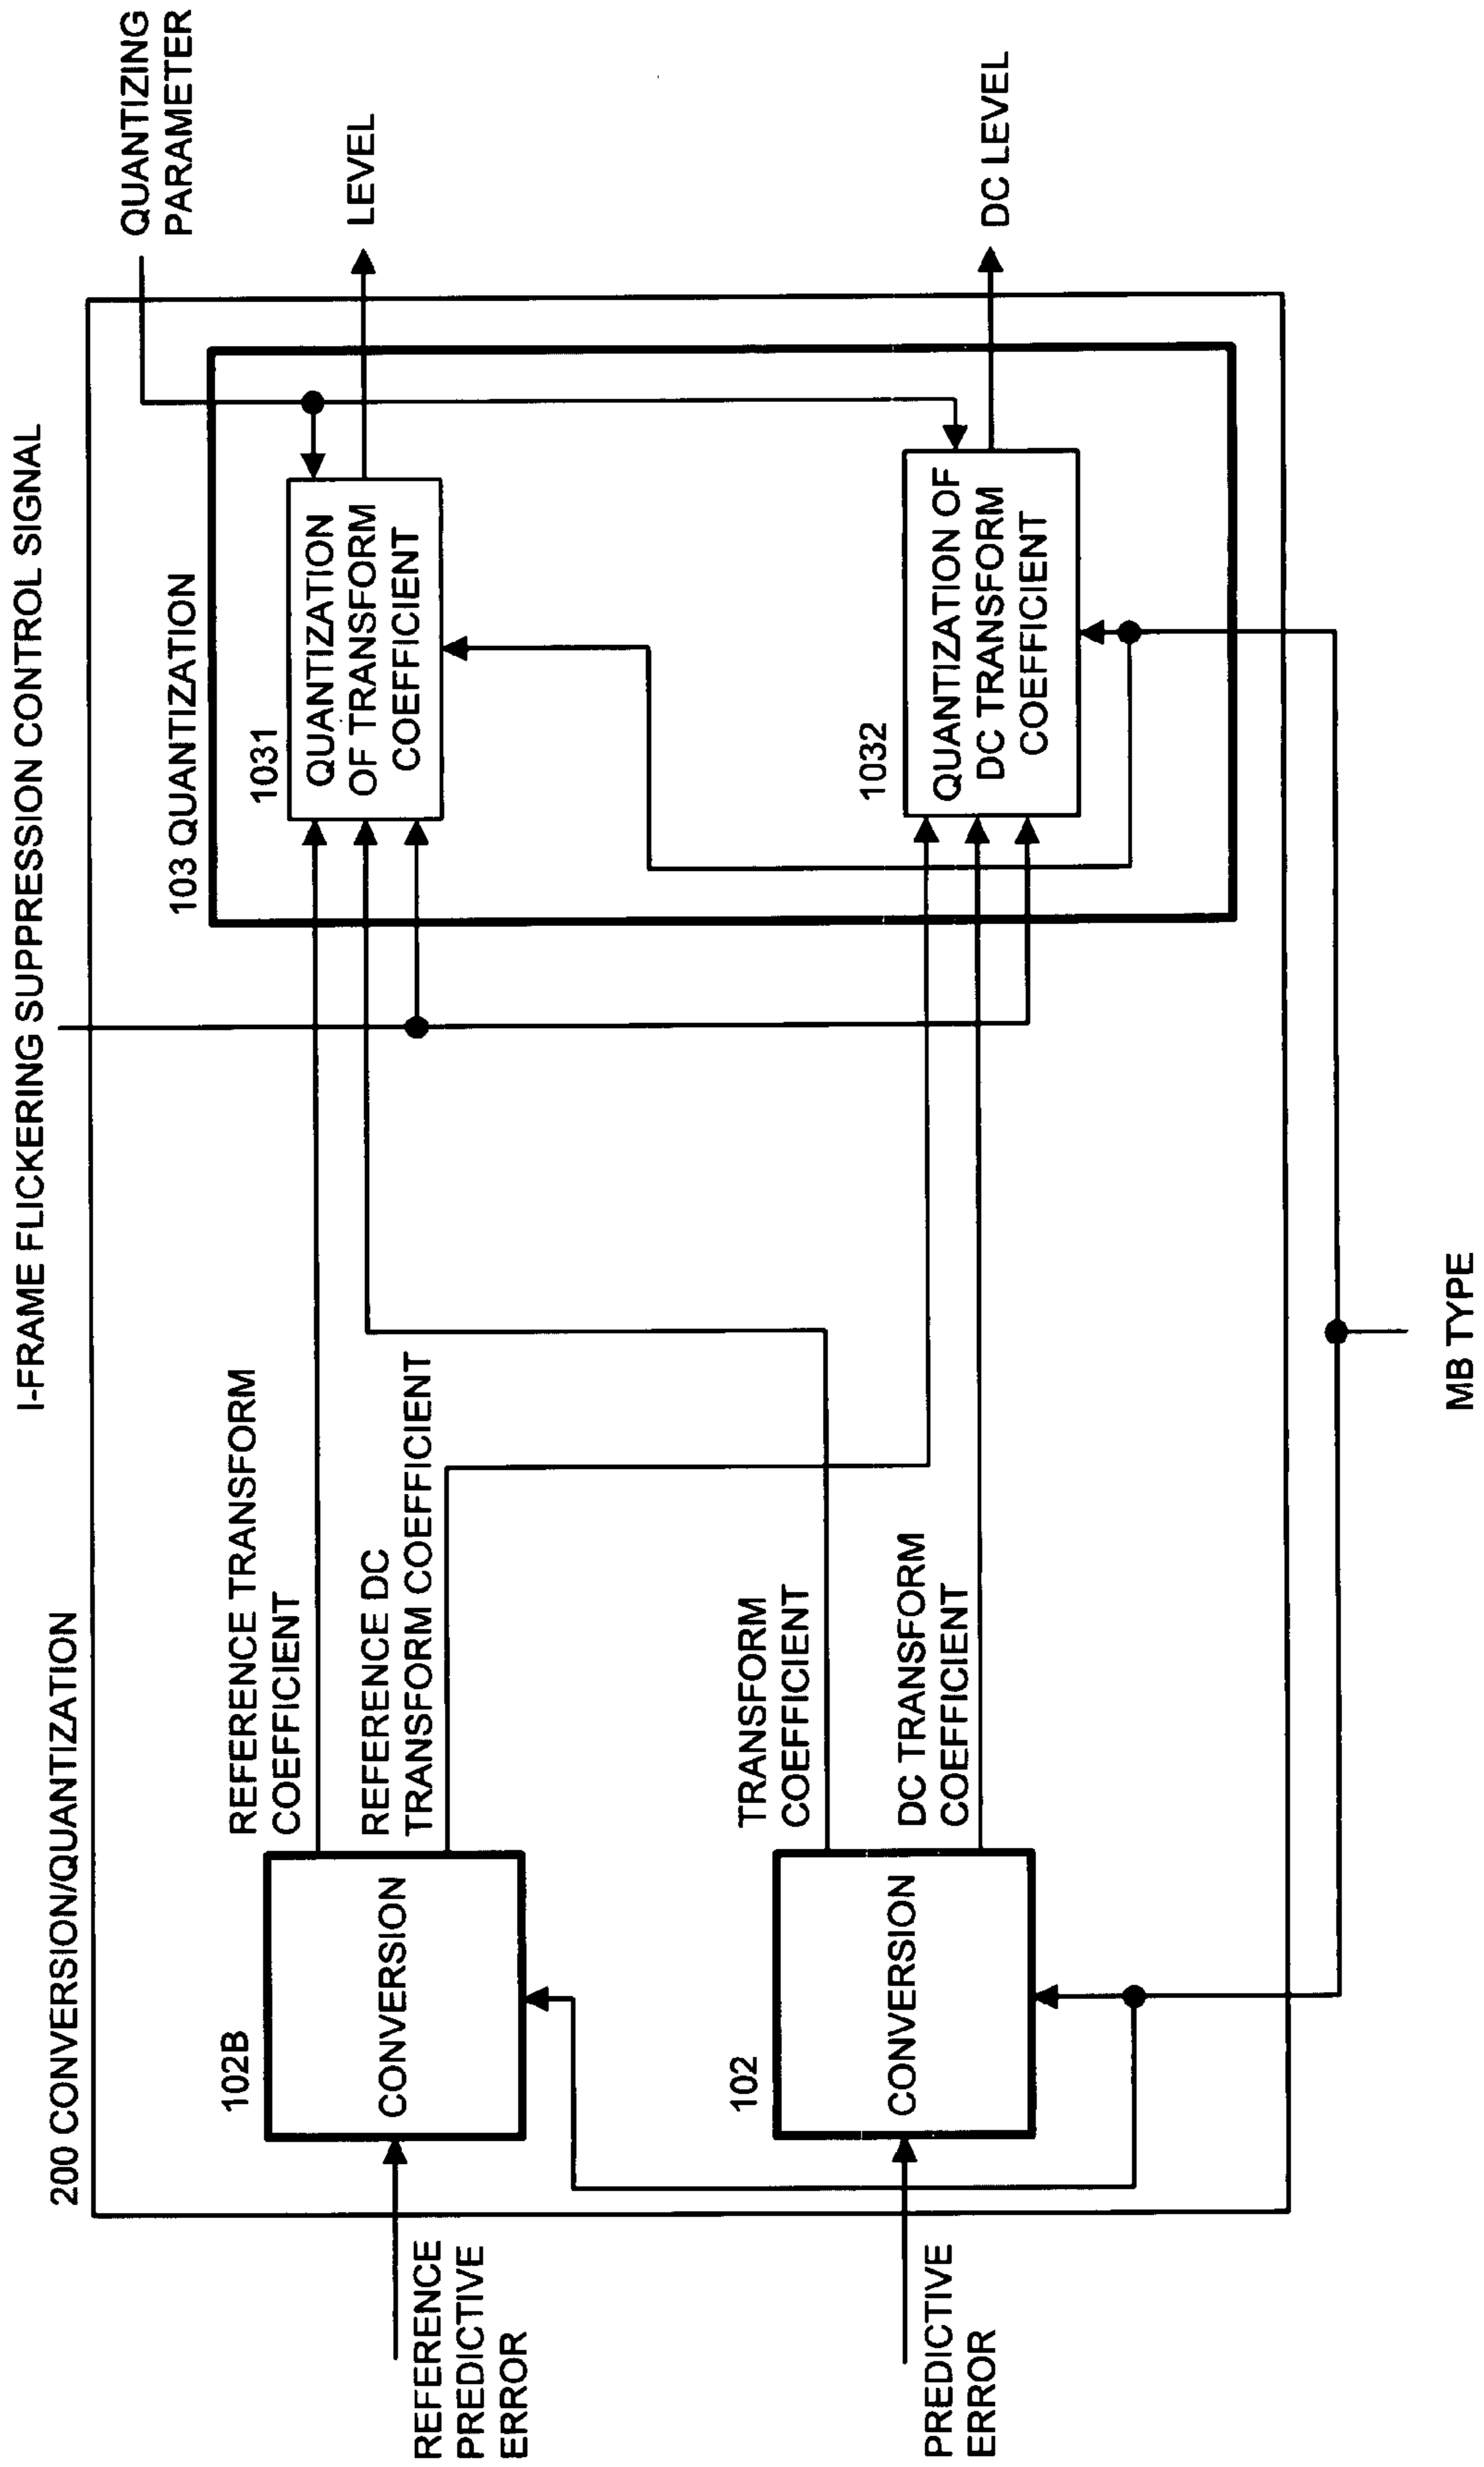 I-FRAME FLICKERING SUPPRESSION CONTROL SIGNAL
200 CONVERSION/QUANTIZATION
QUANTIZING
PARAMETER
103 QUANTIZATION
102B
CONVERSION
REFERENCE TRANSFORM
COEFFICIENT
REFERENCE DC
TRANSFORM COEFFICIENT
1031
QUANTIZATION
OF TRANSFORM
COEFFICIENT
LEVEL
REFERENCE
PREDICTIVE
ERROR
102
CONVERSION
TRANSFORM
COEFFICIENT
DC TRANSFORM
COEFFICIENT
1032
QUANTIZATION OF
DC TRANSFORM
COEFFICIENT
DC LEVEL
PREDICTIVE
ERROR
MB TYPE